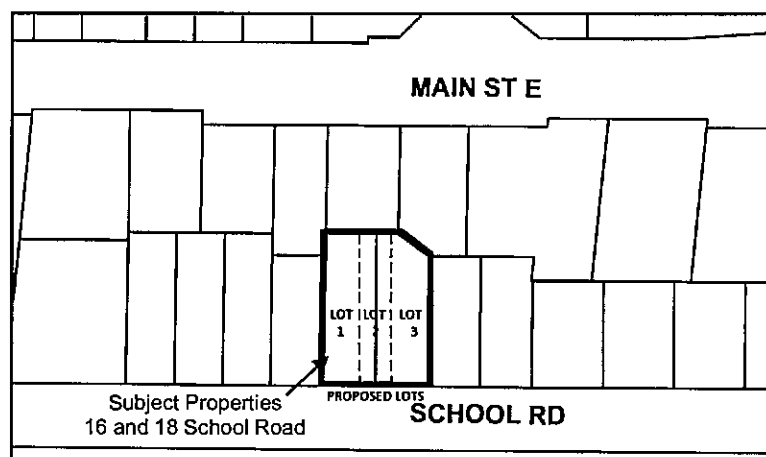 MAIN ST E
LOT LOT LOT
1 2 3
PROPOSED LOTS
Subject Properties
16 and 18 School Road
SCHOOL RD